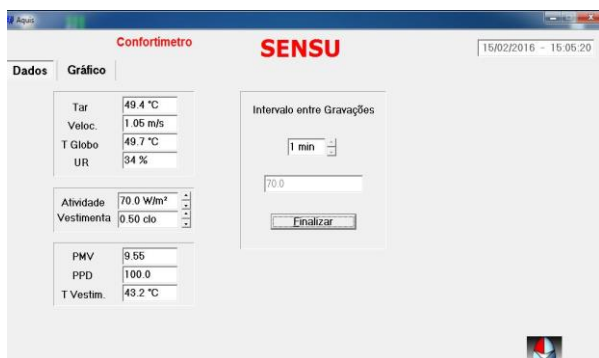 Aquis
Confortimetro
SENSU
15/02/2016 - 15:05:20
Dados Gráfico
Tar 49.4 °C
Veloc. 1.05 m/s
T Globo 49.7 °C
UR 34 %
Atividade 70.0 W/m²
Vestimenta 0.50 clo
PMV 9.55
PPD 100.0
T Vestim. 43.2 °C
Intervalo entre Gravações
1 min
70.0
Finalizar